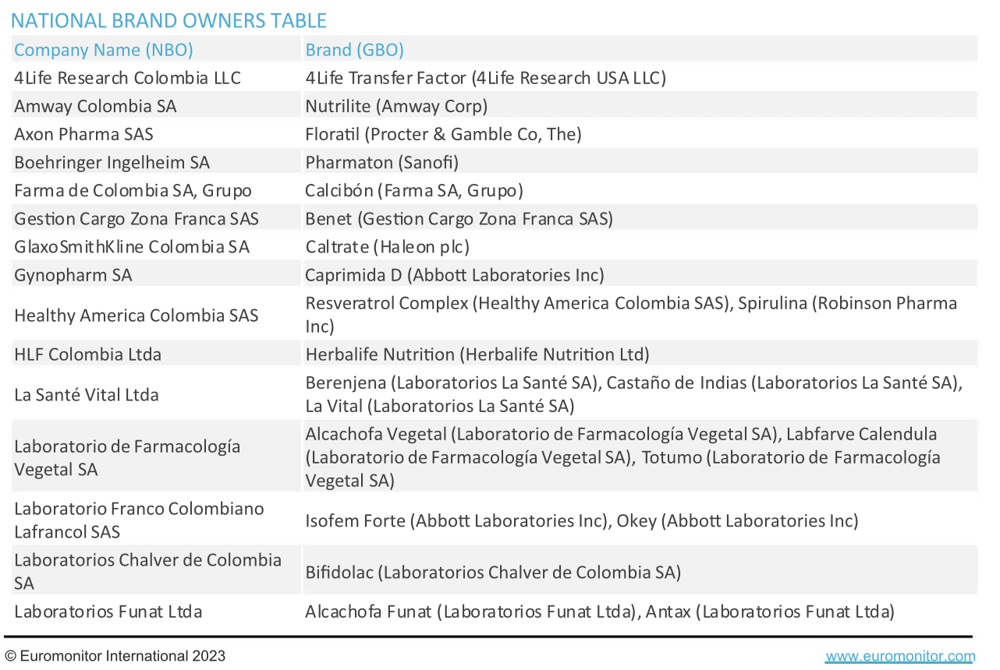 NATIONAL BRAND OWNERS TABLE
Company Name (NBO) Brand (GBO)
4Life Research Colombia LLC 4Life Transfer Factor (4Life Research USA LLC)
Amway Colombia SA Nutrilite (Amway Corp)
Axon Pharma SAS Floratil (Procter & Gamble Co, The)
Boehringer Ingelheim SA Pharmaton (Sanofi)
Farma de Colombia SA, Grupo Calcibón (Farma SA, Grupo)
Gestion Cargo Zona Franca SAS Benet (Gestion Cargo Zona Franca SAS)
GlaxoSmithKline Colombia SA Caltrate (Haleon plc)
Gynopharm SA Caprimida D (Abbott Laboratories Inc)
Healthy America Colombia SAS
Resveratrol Complex (Healthy America Colombia SAS), Spirulina (Robinson Pharma
Inc)
HLF Colombia Ltda Herbalife Nutrition (Herbalife Nutrition Ltd)
La Santé Vital Ltda
Berenjena (Laboratorios La Santé SA), Castaño de Indias (Laboratorios La Santé SA),
La Vital (Laboratorios La Santé SA)
Laboratorio de Farmacología
Vegetal SA
Alcachofa Vegetal (Laboratorio de Farmacología Vegetal SA), Labfarve Calendula
(Laboratorio de Farmacología Vegetal SA), Totumo (Laboratorio de Farmacología
Vegetal SA)
Laboratorio Franco Colombiano
Lafrancol SAS
Isofem Forte (Abbott Laboratories Inc), Okey (Abbott Laboratories Inc)
Laboratorios Chalver de Colombia
SA
Bifidolac (Laboratorios Chalver de Colombia SA)
Laboratorios Funat Ltda Alcachofa Funat (Laboratorios Funat Ltda), Antax (Laboratorios Funat Ltda)
© Euromonitor International 2023 www.euromonitor.com